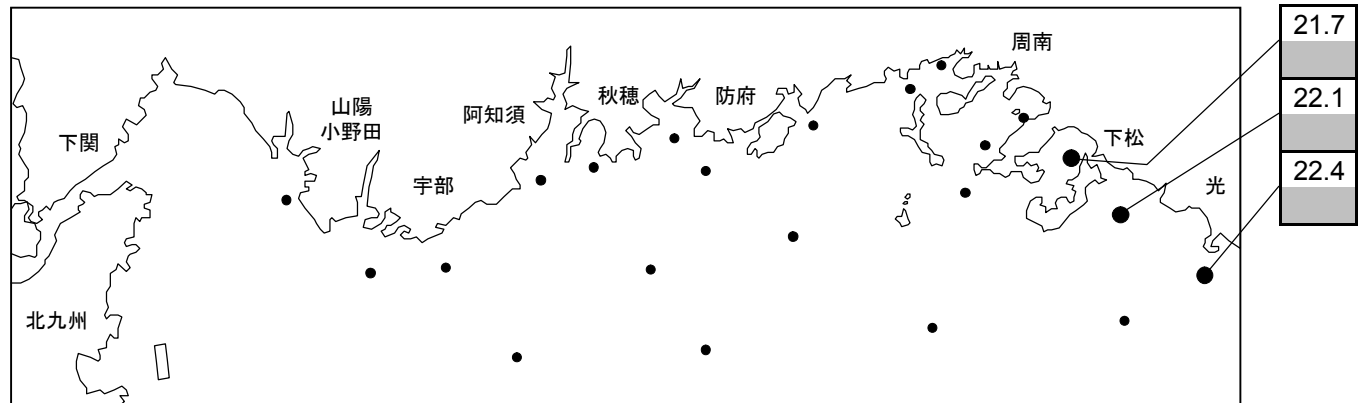 21.7
周南
22.1
山陽
小野田
阿知須
秋穂
防府
下関
下松
22.4
宇部
光
北九州